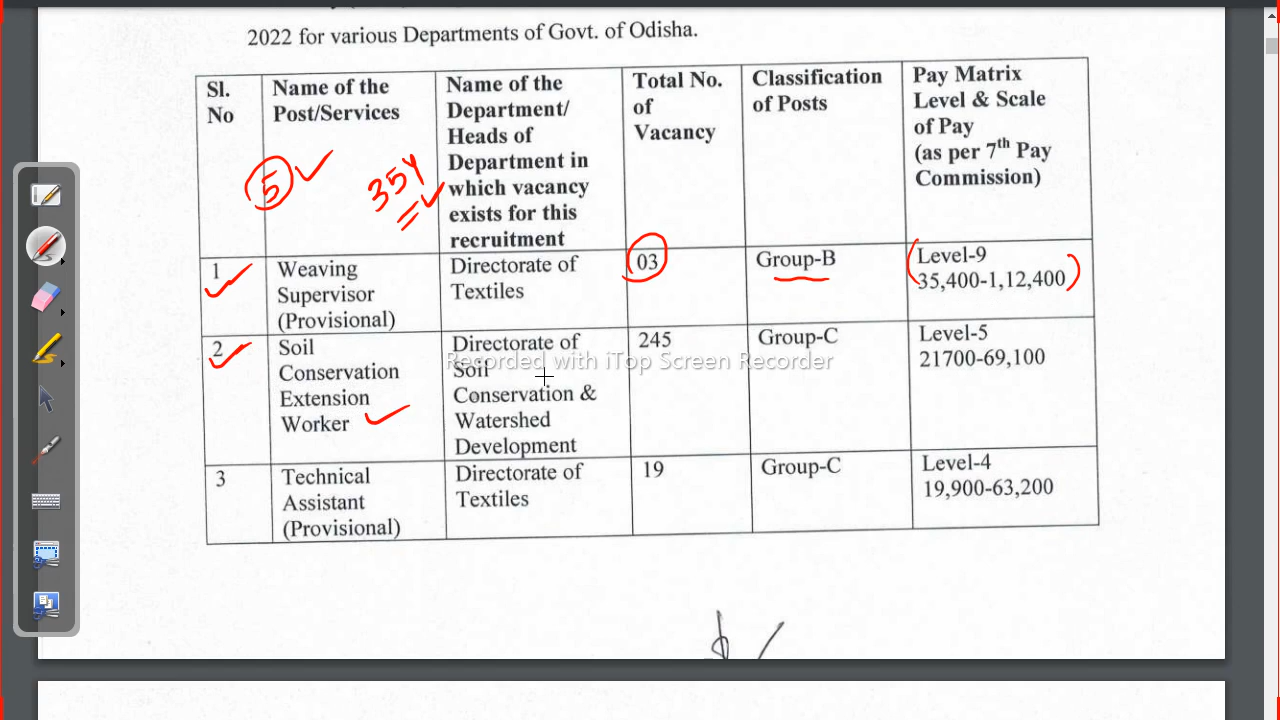 2022 for various Departments of Govt. of Odisha.
Sl.
No
Name of the
Post/Services
Name of the
Department/
Heads of
Department in
which vacancy
exists for this
recruitment
Total No.
of
Vacancy
Classification
of Posts
Pay Matrix
Level & Scale
of Pay
(as per 7th Pay
Commission)
5
35Y
1
Weaving
Supervisor
(Provisional)
Directorate of
Textiles
03
Group-B
Level-9
35,400-1,12,400
2
Soil
Conservation
Extension
Worker
Directorate of
Soil
Conservation &
Watershed
Development
245
Group-C
Level-5
21700-69,100
Recorded with iTop Screen Recorder
3
Technical
Assistant
(Provisional)
Directorate of
Textiles
19
Group-C
Level-4
19,900-63,200